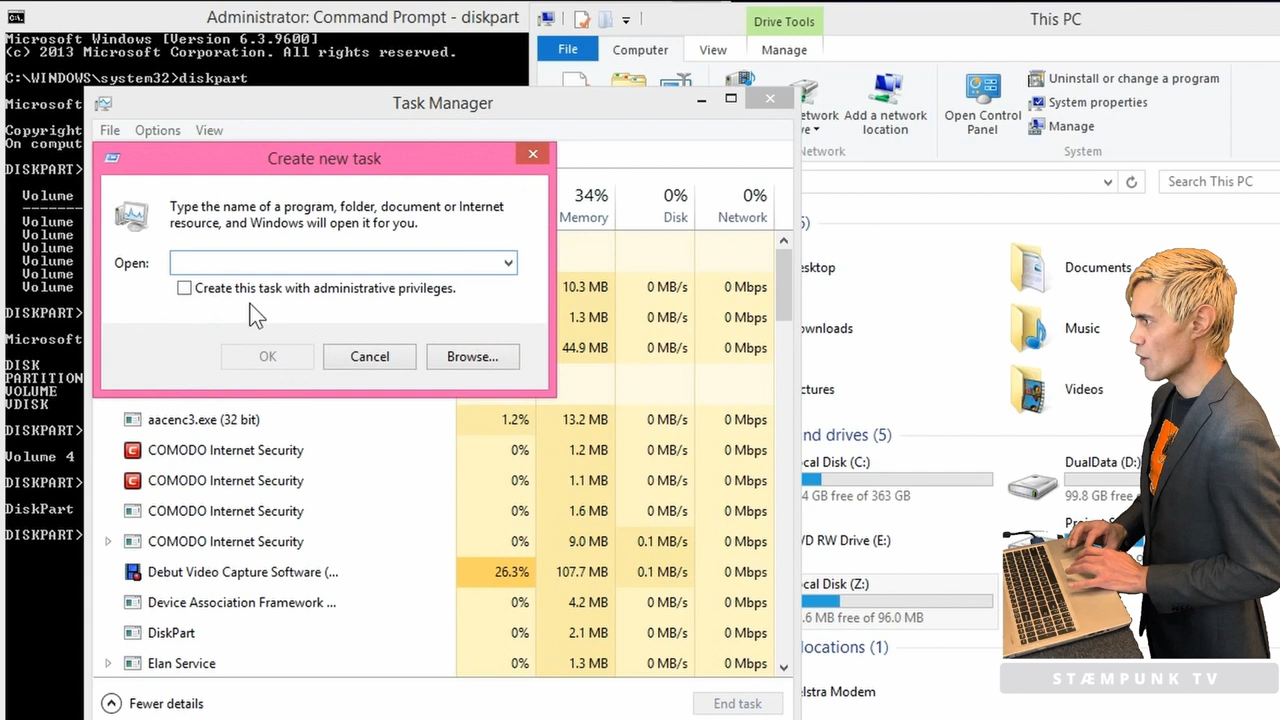 Administrator: Command Prompt - diskpart
Microsoft Windows [Version 6.3.9600]
(c) 2013 Microsoft Corporation. All rights reserved.
C:\WINDOWS\system32>diskpart
Microsoft
Copyright
On comput
DISKPART>
Volume
--------
Volume
Volume
Volume
Volume
Volume
Volume
DISKPART>
Microsoft
DISK
PARTITION
VOLUME
VDISK
DISKPART>
Volume 4
DISKPART>
DiskPart
DISKPART>
Drive Tools
This PC
File
Computer
View
Manage
Add a network
location
Open Control
Panel
Uninstall or change a program
System properties
Manage
System
Search This PC
Documents
Music
Videos
nd drives (5)
ocal Disk (C:)
4 GB free of 363 GB
DualData (D:)
99.8 GB free
VD RW Drive (E:)
ocal Disk (Z:)
.6 MB free of 96.0 MB
locations (1)
elstra Modem
Task Manager
File
Options
View
34%
0%
0%
Memory
Disk
Network
10.3 MB
0 MB/s
0 Mbps
1.3 MB
0 MB/s
0 Mbps
44.9 MB
0 MB/s
0 Mbps
aacenc3.exe (32 bit)
1.2%
13.2 MB
0 MB/s
0 Mbps
COMODO Internet Security
0%
1.2 MB
0 MB/s
0 Mbps
COMODO Internet Security
0%
1.1 MB
0 MB/s
0 Mbps
COMODO Internet Security
0%
1.6 MB
0 MB/s
0 Mbps
COMODO Internet Security
0%
9.0 MB
0.1 MB/s
0 Mbps
Debut Video Capture Software (...
26.3%
107.7 MB
0.1 MB/s
0 Mbps
Device Association Framework ...
0%
4.2 MB
0 MB/s
0 Mbps
DiskPart
0%
2.1 MB
0 MB/s
0 Mbps
Elan Service
0%
1.3 MB
0 MB/s
0 Mbps
Fewer details
End task
Create new task
Type the name of a program, folder, document or Internet
resource, and Windows will open it for you.
Open:
Create this task with administrative privileges.
OK
Cancel
Browse...
STÆMPUNK TV